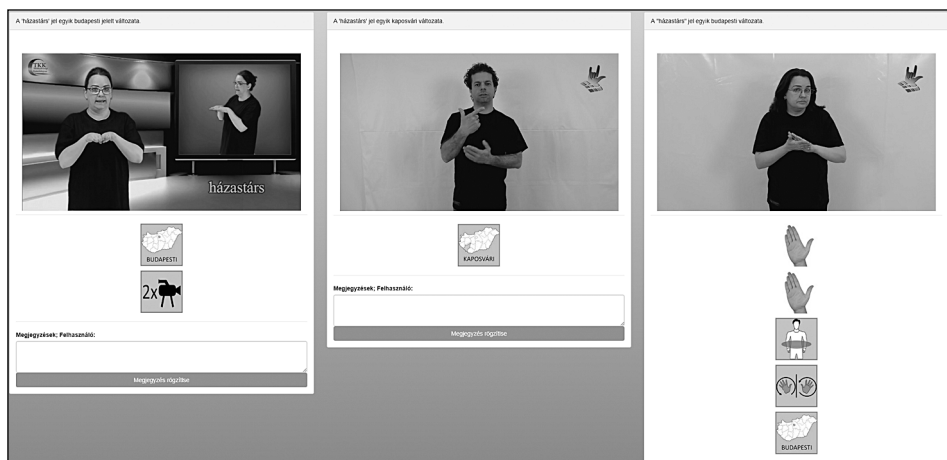 A 'házastárs' jel egyik budapesti jelelt változata.
TKK
házastárs
BUDAPESTI
2x
Megjegyzések; Felhasználó:
Megjegyzés rögzítése
A 'házastárs' jel egyik kaposvári változata.
KAPOSVÁRI
Megjegyzések; Felhasználó:
Megjegyzés rögzítése
A "házastárs" jel egyik budapesti változata.
BUDAPESTI